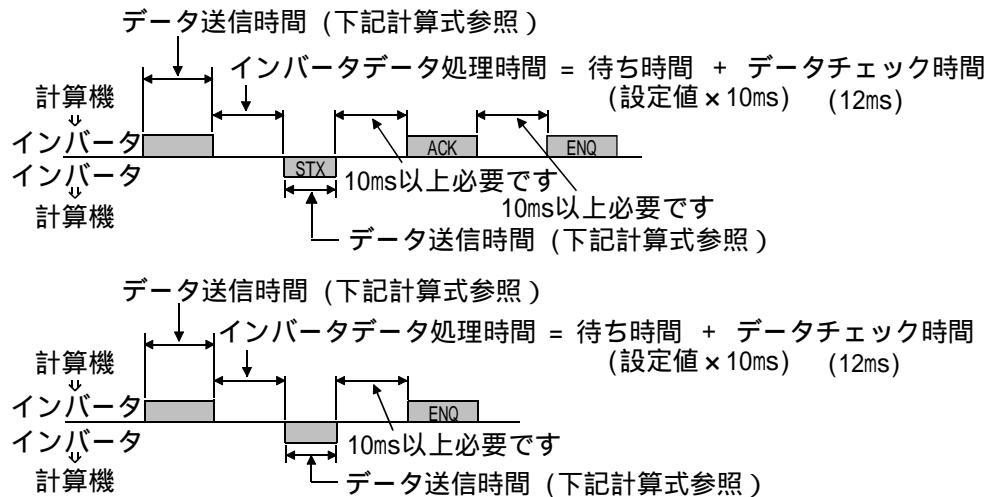 データ送信時間 (下記計算式参照)
インバータデータ処理時間 = 待ち時間 + データチェック時間
(設定値×10ms) (12ms)
計算機
⇓
インバータ
ACK
ENQ
インバータ
⇓
計算機
STX
10ms以上必要です
10ms以上必要です
データ送信時間 (下記計算式参照)
データ送信時間 (下記計算式参照)
インバータデータ処理時間 = 待ち時間 + データチェック時間
(設定値×10ms) (12ms)
計算機
⇓
インバータ
ENQ
インバータ
⇓
計算機
10ms以上必要です
データ送信時間 (下記計算式参照)